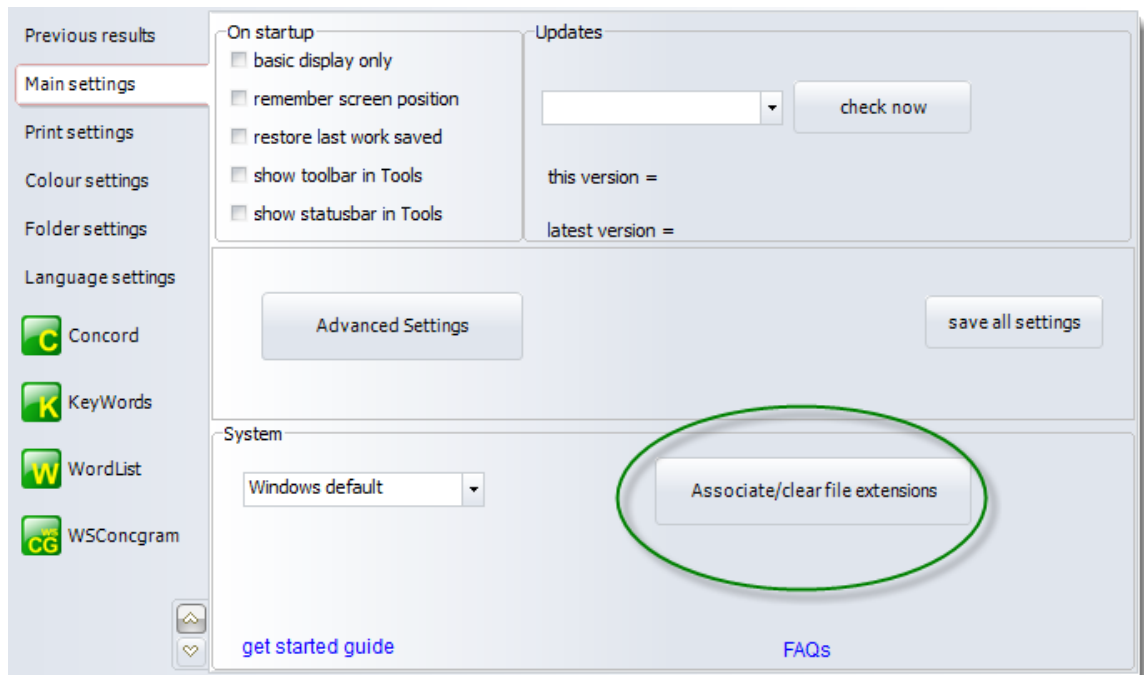 Previous results
Main settings
Print settings
Colour settings
Folder settings
Language settings
C Concord
K KeyWords
W WordList
WS CG WSConcgram
On startup
basic display only
remember screen position
restore last work saved
show toolbar in Tools
show statusbar in Tools
Updates
check now
this version =
latest version =
Advanced Settings
save all settings
System
Windows default
Associate/clear file extensions
get started guide
FAQs